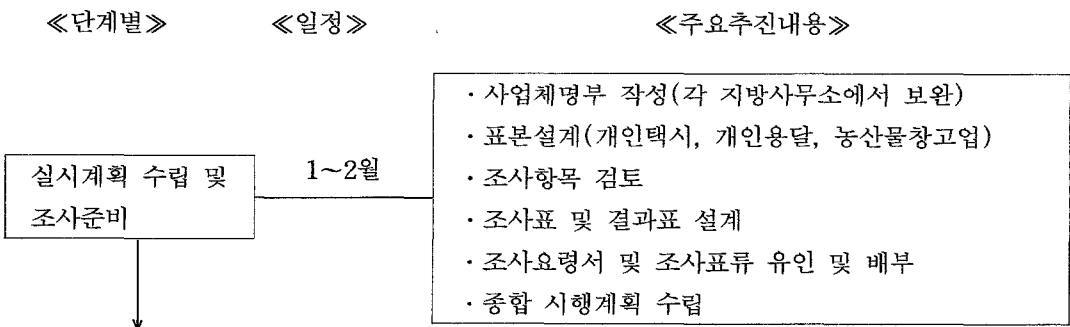 ≪단계별≫ ≪일정≫ ≪주요추진내용≫
· 사업체명부 작성(각 지방사무소에서 보완)
· 표본설계(개인택시, 개인용달, 농산물창고업)
실시계획 수립 및
조사준비
1~2월
· 조사항목 검토
· 조사표 및 결과표 설계
· 조사요령서 및 조사표류 유인 및 배부
· 종합 시행계획 수립